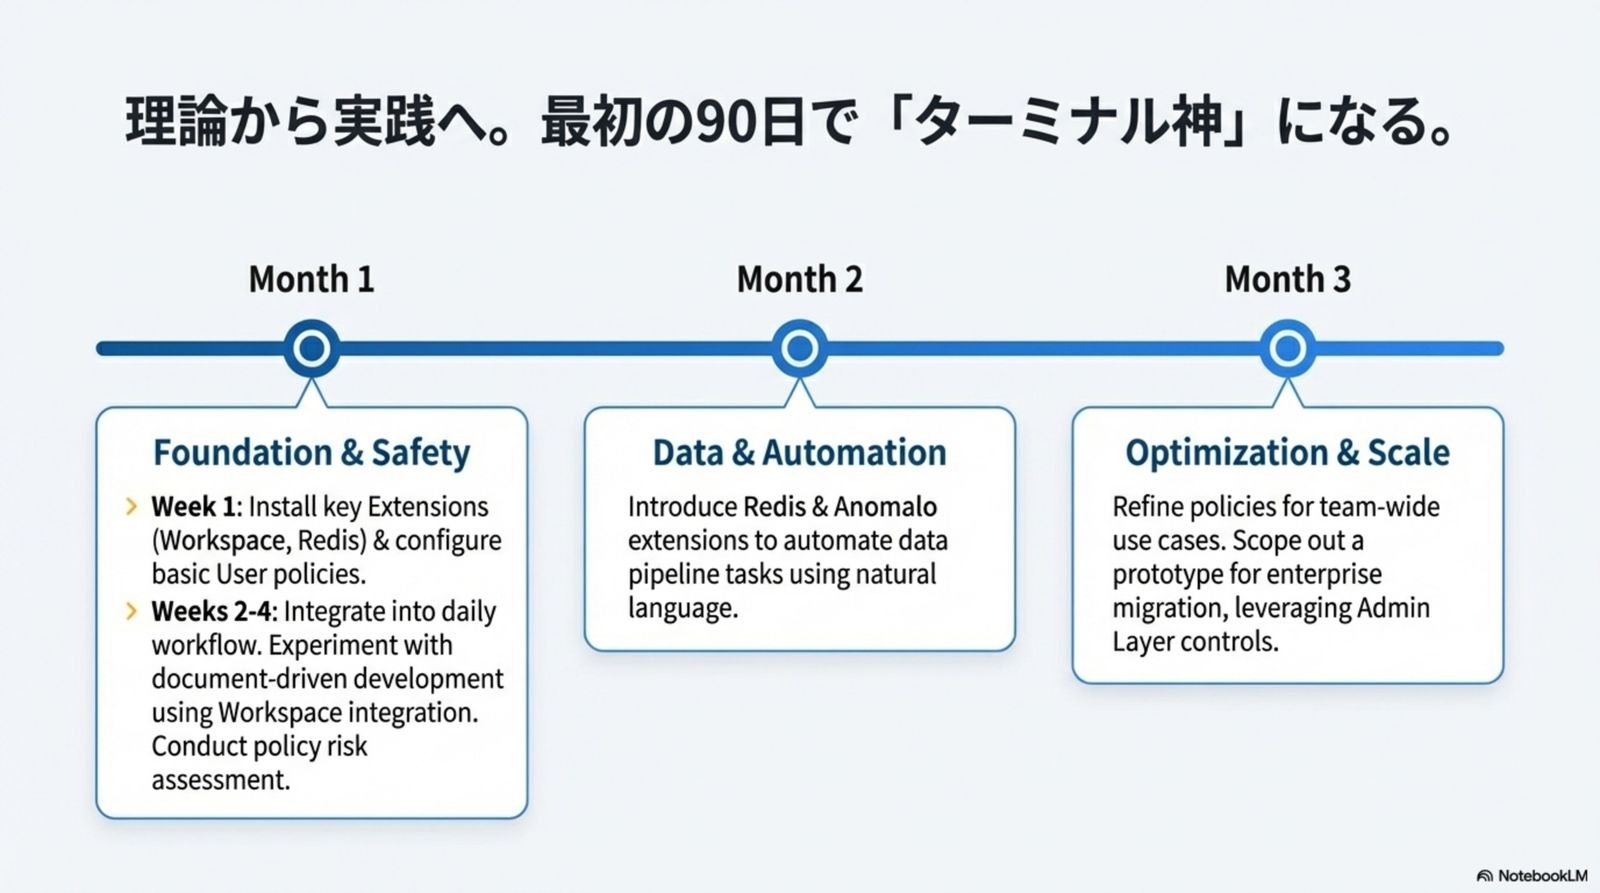 理論から実践へ。最初の90日で「ターミナル神」になる。
Month 1
Month 2
Month 3
Foundation & Safety
Week 1: Install key Extensions
(Workspace, Redis) & configure
basic User policies.
Weeks 2-4: Integrate into daily
workflow. Experiment with
document-driven development
using Workspace integration.
Conduct policy risk
assessment.
Data & Automation
Introduce Redis & Anomalo
extensions to automate data
pipeline tasks using natural
language.
Optimization & Scale
Refine policies for team-wide
use cases. Scope out a
prototype for enterprise
migration, leveraging Admin
Layer controls.
NotebookLM